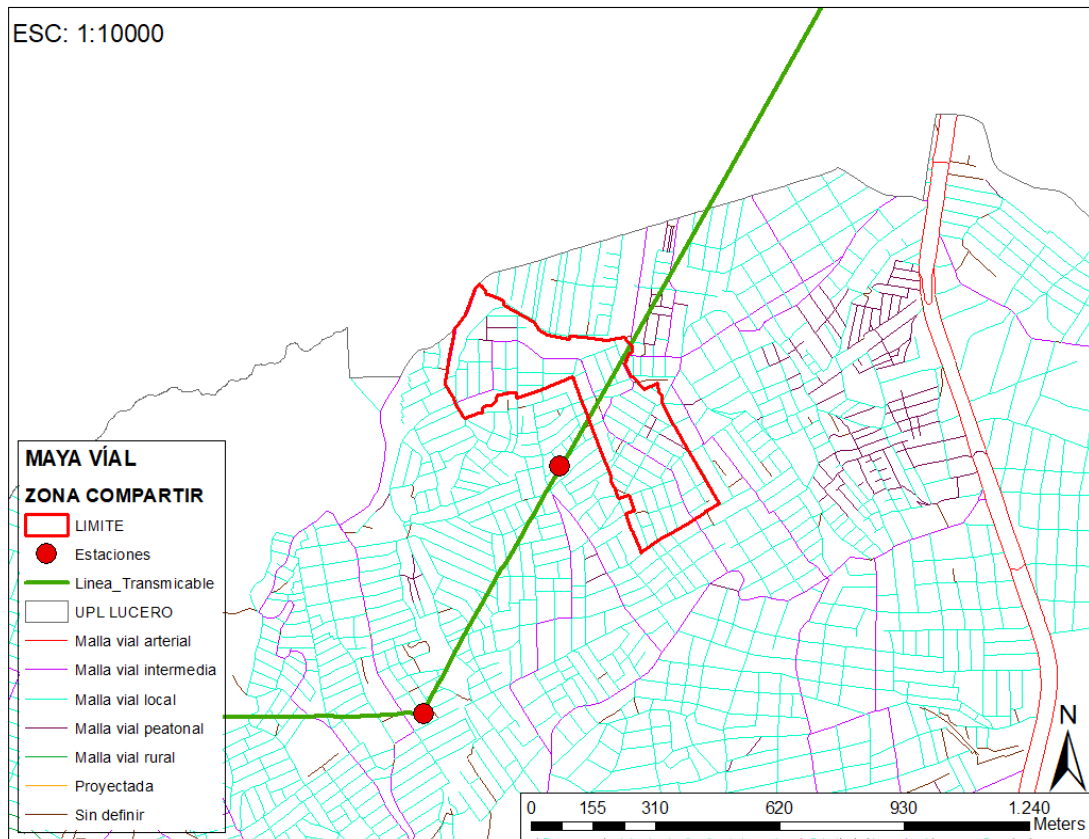 ESC: 1:10000
MAYA VÍAL
ZONA COMPARTIR
LIMITE
Estaciones
Linea_Transmicable
UPL LUCERO
Malla vial arterial
Malla vial intermedia
Malla vial local
Malla vial peatonal
Malla vial rural
Proyectada
Sin definir
N
0 155 310 620 930 1.240
Meters